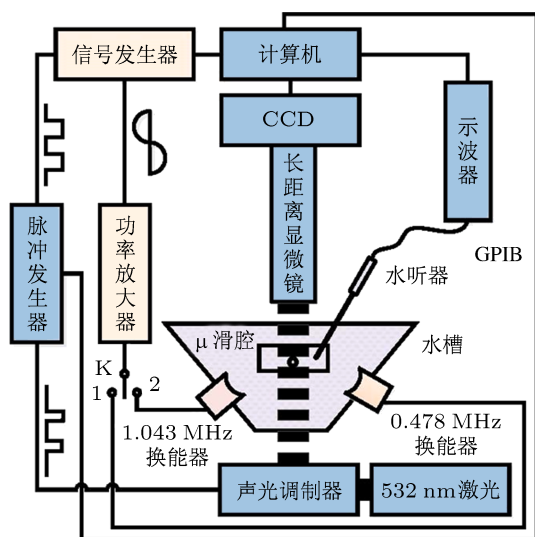 信号发生器
计算机
CCD
示波器
长距离显微镜
脉冲发生器
功率放大器
GPIB
水听器
μ滑腔
水槽
K
1
2
1.043 MHz
换能器
0.478 MHz
换能器
声光调制器
532 nm激光